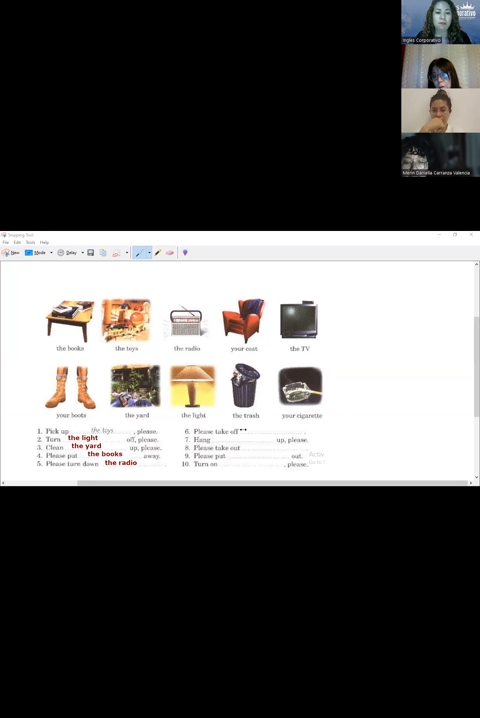 Ingles Corporativo
Merin Daniella Carranza Valencia
Snipping Tool
File Edit Tools Help
New Mode Delay
the books the toys the radio your coat the TV
your boots the yard the light the trash your cigarette
1. Pick up the toys, please.
2. Turn the light off, please.
3. Clean the yard up, please.
4. Please put the books away.
5. Please turn down the radio.
6. Please take off
7. Hang up, please.
8. Please take out
9. Please put out.
10. Turn on, please.
Activ